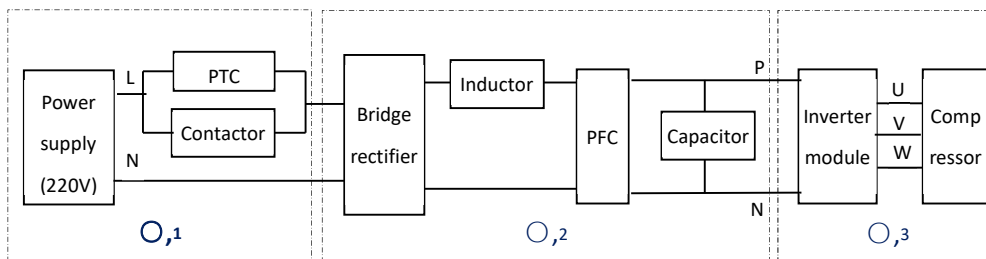 Power
supply
(220V)
L
N
PTC
Contactor
Bridge
rectifier
Inductor
PFC
Capacitor
P
N
Inverter
module
U
V
W
Comp
ressor
○,1
○,2
○,3